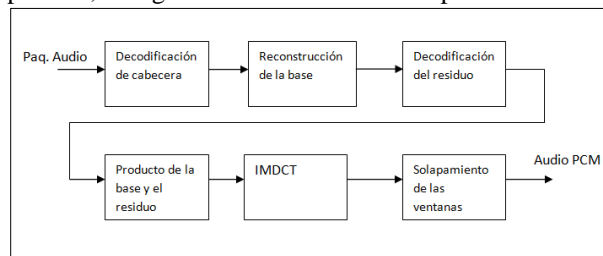 Paq. Audio
Decodificación
de cabecera
Reconstrucción
de la base
Decodificación
del residuo
Producto de la
base y el
residuo
IMDCT
Solapamiento
de las
ventanas
Audio PCM